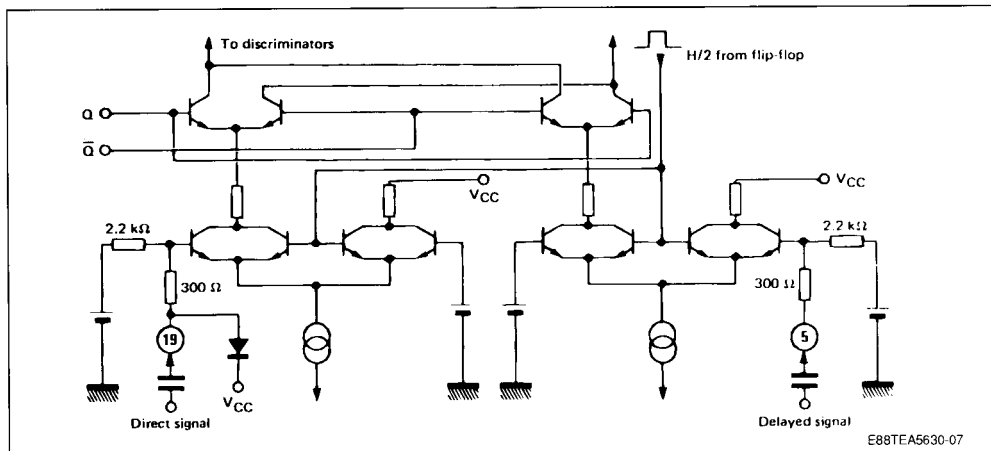 To discriminators
H/2 from flip-flop
Q
Q̅
VCC
VCC
2.2 kΩ
2.2 kΩ
300 Ω
300 Ω
19
5
VCC
Direct signal
Delayed signal
E88TEA5630-07